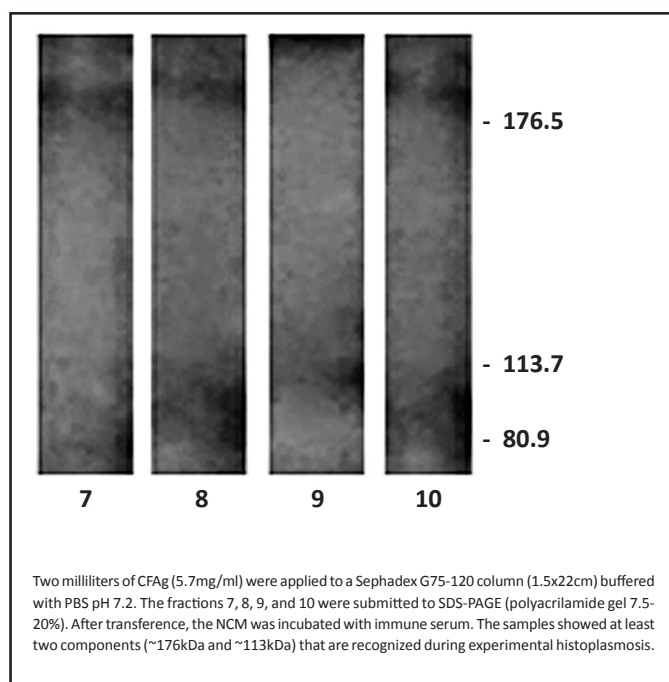 - 176.5
- 113.7
- 80.9
7 8 9 10
Two milliliters of CFAg (5.7mg/ml) were applied to a Sephadex G75-120 column (1.5x22cm) buffered
with PBS pH 7.2. The fractions 7, 8, 9, and 10 were submitted to SDS-PAGE (polyacrilamide gel 7.5-
20%). After transference, the NCM was incubated with immune serum. The samples showed at least
two components (~176kDa and ~113kDa) that are recognized during experimental histoplasmosis.